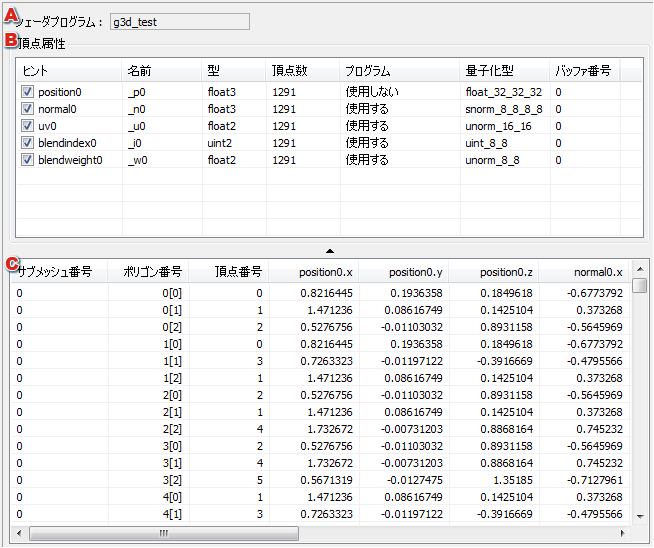 A シェーダプログラム： g3d_test
B 頂点属性
ヒント 名前 型 頂点数 プログラム 量子化型 バッファ番号
position0 _p0 float3 1291 使用しない float_32_32_32 0
normal0 _n0 float3 1291 使用する snorm_8_8_8_8 0
uv0 _u0 float2 1291 使用する unorm_16_16 0
blendindex0 _i0 uint2 1291 使用する uint_8_8 0
blendweight0 _w0 float2 1291 使用する unorm_8_8 0
C
サブメッシュ番号 ポリゴン番号 頂点番号 position0.x position0.y position0.z normal0.x
0 0[0] 0 0.8216445 0.1936358 0.1849618 -0.6773792
0 0[1] 1 1.471236 0.08616749 0.1425104 0.373268
0 0[2] 2 0.5276756 -0.01103032 0.8931158 -0.5645969
0 1[0] 0 0.8216445 0.1936358 0.1849618 -0.6773792
0 1[1] 3 0.7263323 -0.01197122 -0.3916669 -0.4795566
0 1[2] 1 1.471236 0.08616749 0.1425104 0.373268
0 2[0] 2 0.5276756 -0.01103032 0.8931158 -0.5645969
0 2[1] 1 1.471236 0.08616749 0.1425104 0.373268
0 2[2] 4 1.732672 -0.00731203 0.8868164 0.745232
0 3[0] 2 0.5276756 -0.01103032 0.8931158 -0.5645969
0 3[1] 4 1.732672 -0.00731203 0.8868164 0.745232
0 3[2] 5 0.5671319 -0.0127475 1.35185 -0.7127961
0 4[0] 1 1.471236 0.08616749 0.1425104 0.373268
0 4[1] 3 0.7263323 -0.01197122 -0.3916669 -0.4795566